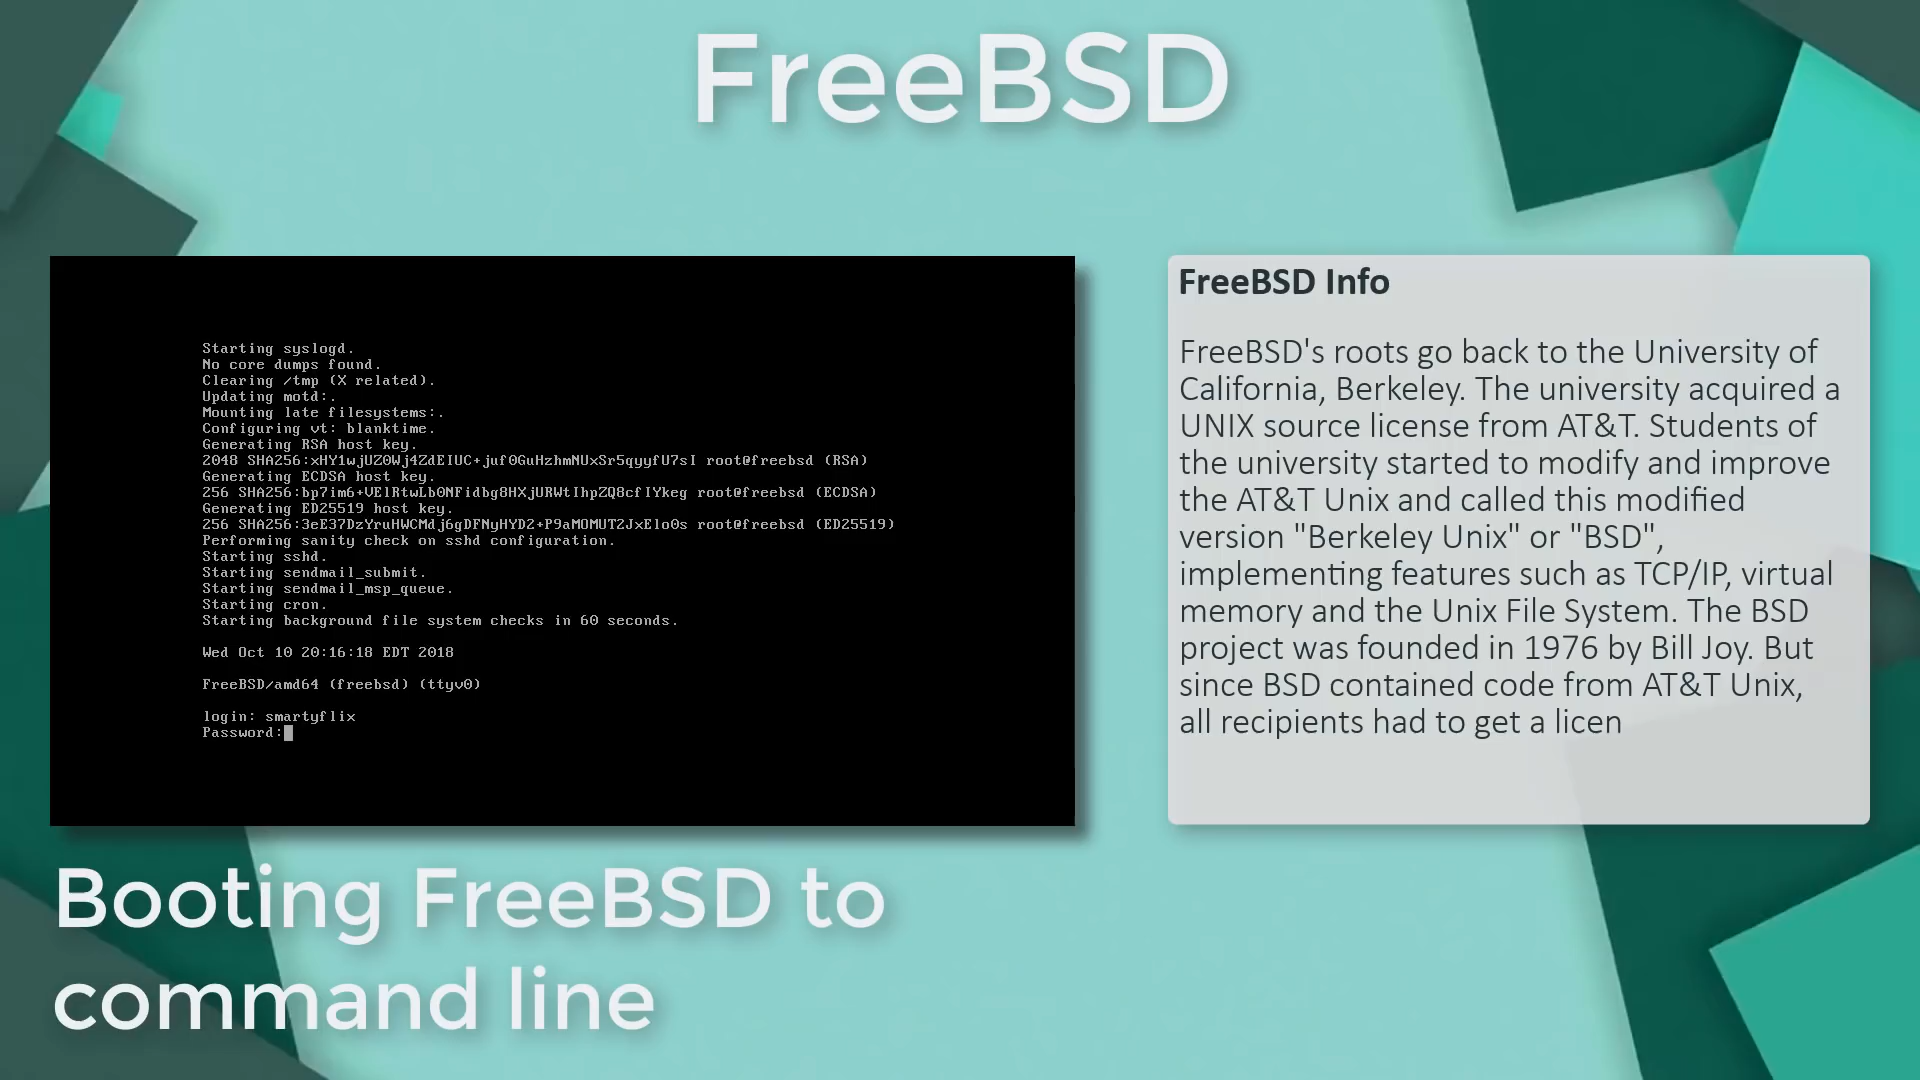 FreeBSD
Starting syslogd.
No core dumps found.
Clearing /tmp (X related).
Updating motd:.
Mounting late filesystems:.
Configuring vt: blanktime.
Generating RSA host key.
2048 SHA256:xHY1wjUZ0Wj4ZdEIUC+juf0GuHzhmNUxSr5qyyfU7sI root@freebsd (RSA)
Generating ECDSA host key.
256 SHA256:bp7im6+VElRtwLb0NFidbg8HXjURWtIhpZQ8cfIYkeg root@freebsd (ECDSA)
Generating ED25519 host key.
256 SHA256:3eE37DzYruHWCMdj6gDFNyHYD2+P9aMOMUT2JxElo0s root@freebsd (ED25519)
Performing sanity check on sshd configuration.
Starting sshd.
Starting sendmail_submit.
Starting sendmail_msp_queue.
Starting cron.
Starting background file system checks in 60 seconds.
Wed Oct 10 20:16:18 EDT 2018
FreeBSD/amd64 (freebsd) (ttyv0)
login: smartyflix
Password:
FreeBSD Info
FreeBSD's roots go back to the University of
California, Berkeley. The university acquired a
UNIX source license from AT&T. Students of
the university started to modify and improve
the AT&T Unix and called this modified
version "Berkeley Unix" or "BSD",
implementing features such as TCP/IP, virtual
memory and the Unix File System. The BSD
project was founded in 1976 by Bill Joy. But
since BSD contained code from AT&T Unix,
all recipients had to get a licen
Booting FreeBSD to
command line